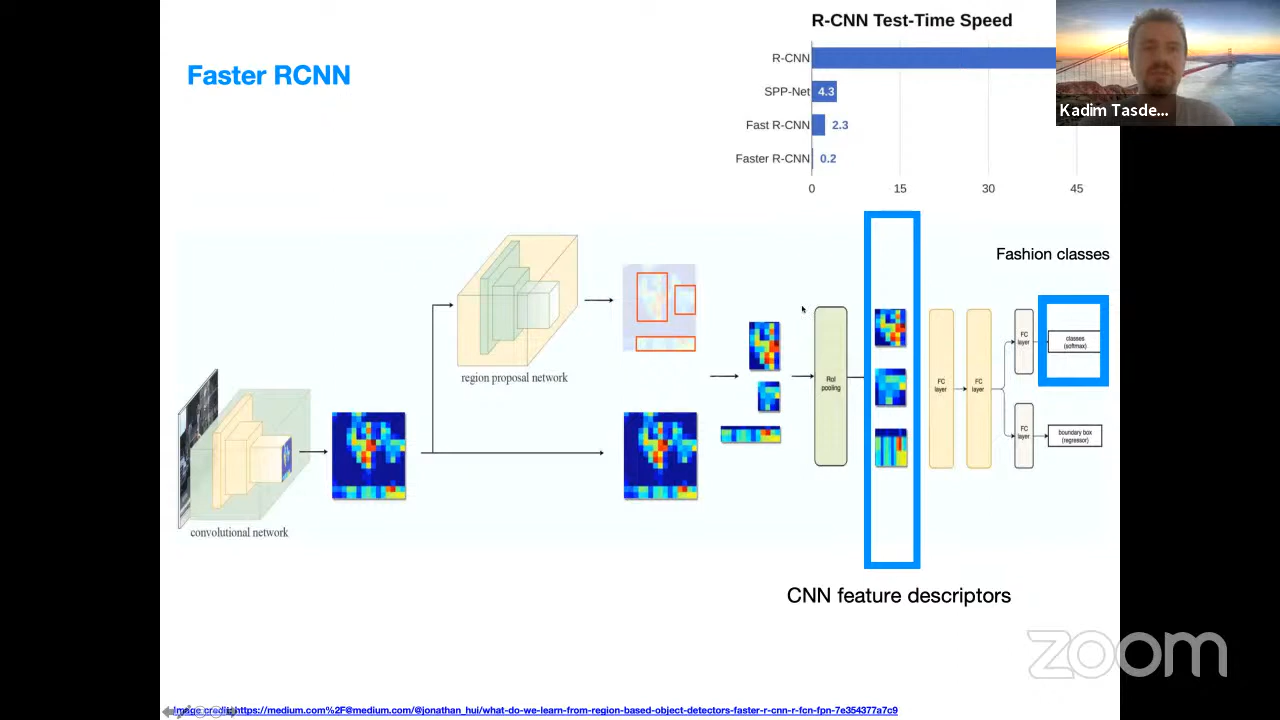 R-CNN Test-Time Speed
Faster RCNN
R-CNN
SPP-Net 4.3
Fast R-CNN 2.3
Faster R-CNN 0.2
0 15 30 45
Kadim Tasde...
Fashion classes
region proposal network
convolutional network
RoI
pooling
FC
layer
FC
layer
FC
layer
classes
(softmax)
FC
layer
boundary box
(regressor)
CNN feature descriptors
zoom
Image credit: https://medium.com%2F@medium.com/@jonathan_hui/what-do-we-learn-from-region-based-object-detectors-faster-r-cnn-r-fcn-fpn-7e354377a7c9